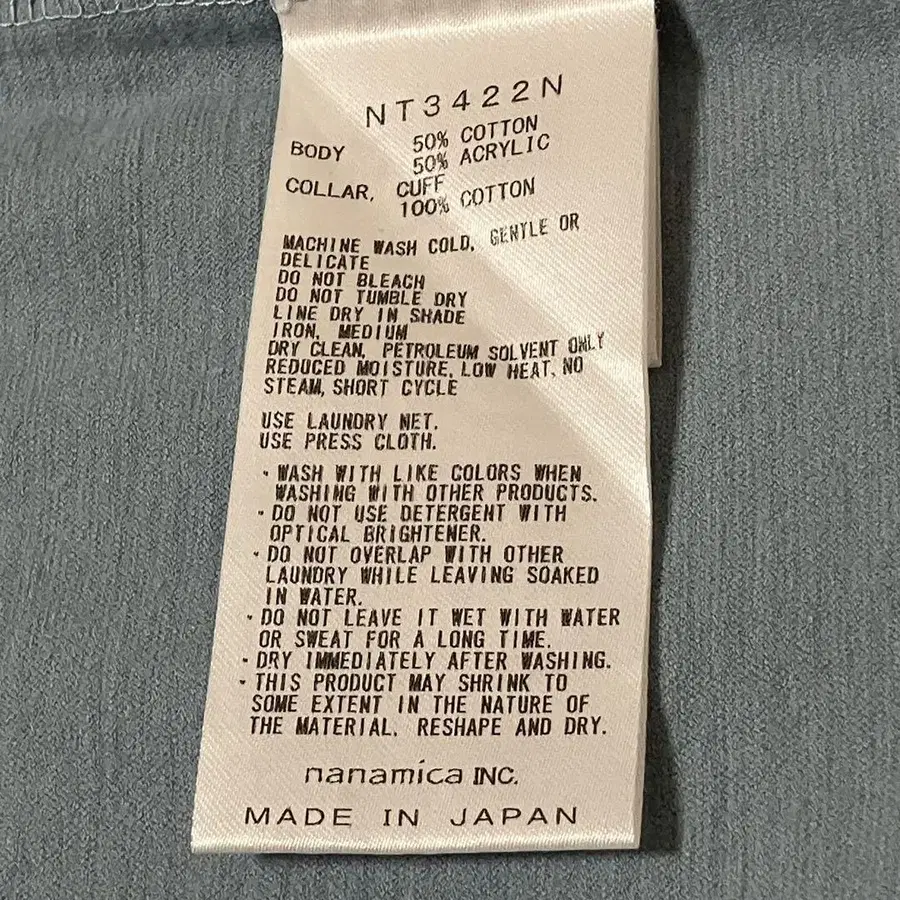 NT3422N
BODY 50% COTTON
50% ACRYLIC
COLLAR, CUFF
100% COTTON
MACHINE WASH COLD, GENTLE OR
DELICATE
DO NOT BLEACH
DO NOT TUMBLE DRY
LINE DRY IN SHADE
IRON, MEDIUM
DRY CLEAN, PETROLEUM SOLVENT ONLY
REDUCED MOISTURE, LOW HEAT, NO
STEAM, SHORT CYCLE
USE LAUNDRY NET.
USE PRESS CLOTH.
・WASH WITH LIKE COLORS WHEN
WASHING WITH OTHER PRODUCTS.
・DO NOT USE DETERGENT WITH
OPTICAL BRIGHTENER.
・DO NOT OVERLAP WITH OTHER
LAUNDRY WHILE LEAVING SOAKED
IN WATER.
・DO NOT LEAVE IT WET WITH WATER
OR SWEAT FOR A LONG TIME.
・DRY IMMEDIATELY AFTER WASHING.
・THIS PRODUCT MAY SHRINK TO
SOME EXTENT IN THE NATURE OF
THE MATERIAL. RESHAPE AND DRY.
nanamica INC.
MADE IN JAPAN